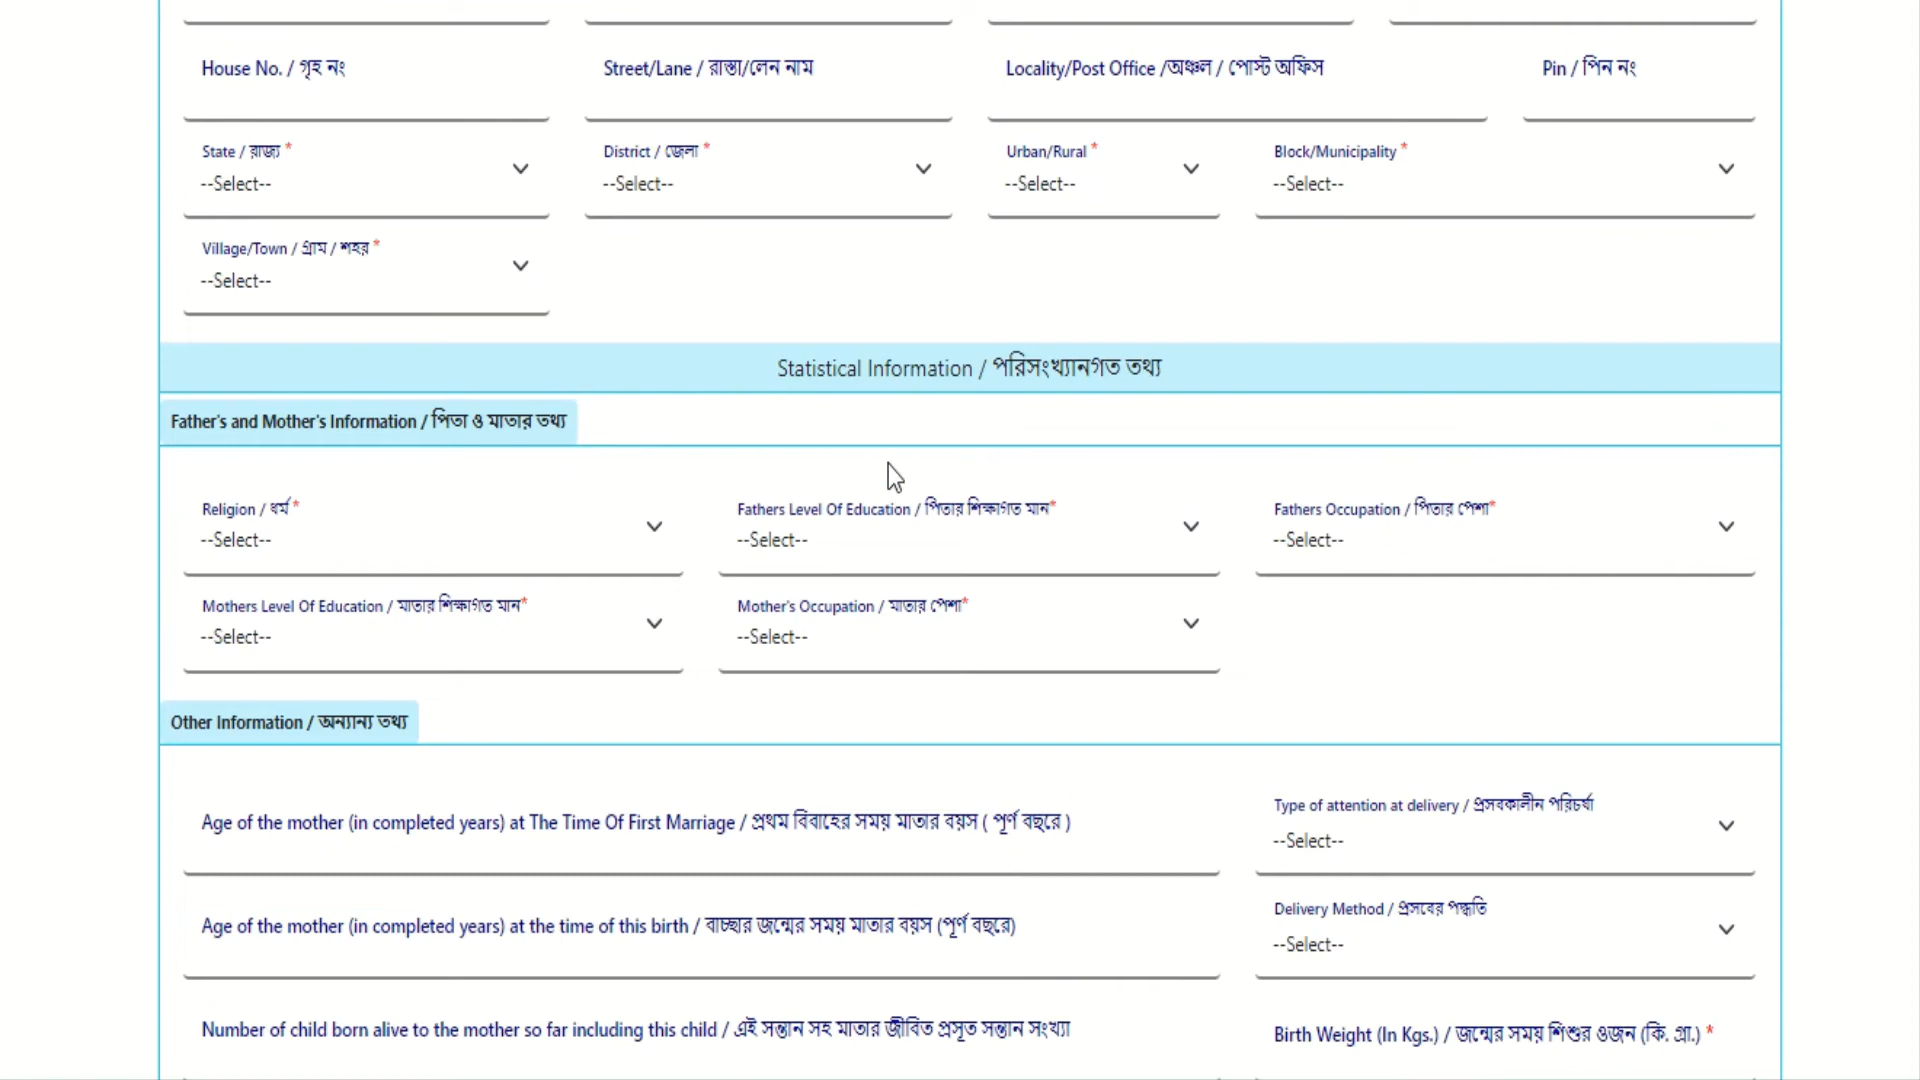 House No. / গৃহ নং
Street/Lane / রাস্তা/লেন নাম
Locality/Post Office /অঞ্চল / পোস্ট অফিস
Pin / পিন নং
State / রাজ্য *
--Select--
District / জেলা *
--Select--
Urban/Rural *
--Select--
Block/Municipality *
--Select--
Village/Town / গ্রাম / শহর *
--Select--
Statistical Information / পরিসংখ্যানগত তথ্য
Father's and Mother's Information / পিতা ও মাতার তথ্য
Religion / ধর্ম *
--Select--
Fathers Level Of Education / পিতার শিক্ষাগত মান*
--Select--
Fathers Occupation / পিতার পেশা*
--Select--
Mothers Level Of Education / মাতার শিক্ষাগত মান*
--Select--
Mother's Occupation / মাতার পেশা*
--Select--
Other Information / অন্যান্য তথ্য
Age of the mother (in completed years) at The Time Of First Marriage / প্রথম বিবাহের সময় মাতার বয়স ( পূর্ণ বছরে )
Type of attention at delivery / প্রসবকালীন পরিচর্যা
--Select--
Age of the mother (in completed years) at the time of this birth / বাচ্ছার জন্মের সময় মাতার বয়স (পূর্ণ বছরে)
Delivery Method / প্রসবের পদ্ধতি
--Select--
Number of child born alive to the mother so far including this child / এই সন্তান সহ মাতার জীবিত প্রসূত সন্তান সংখ্যা
Birth Weight (In Kgs.) / জন্মের সময় শিশুর ওজন (কি. গ্রা.) *